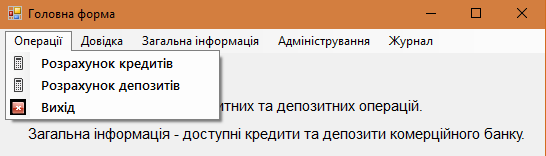 Головна форма
Операції Довідка Загальна інформація Адміністрування Журнал
Розрахунок кредитів
Розрахунок депозитів
Вихід
итних та депозитних операцій.
Загальна інформація - доступні кредити та депозити комерційного банку.